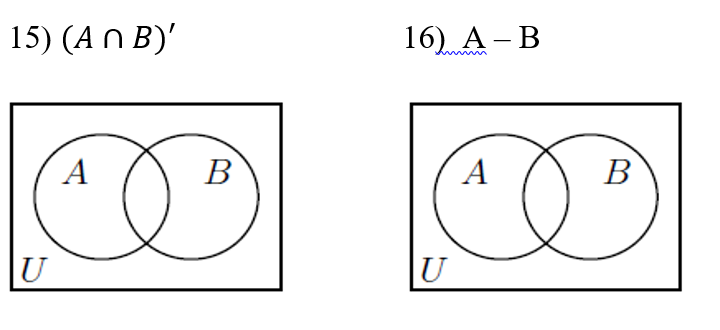 15) (A ∩ B)′ 16) A – B
A B A B
U U